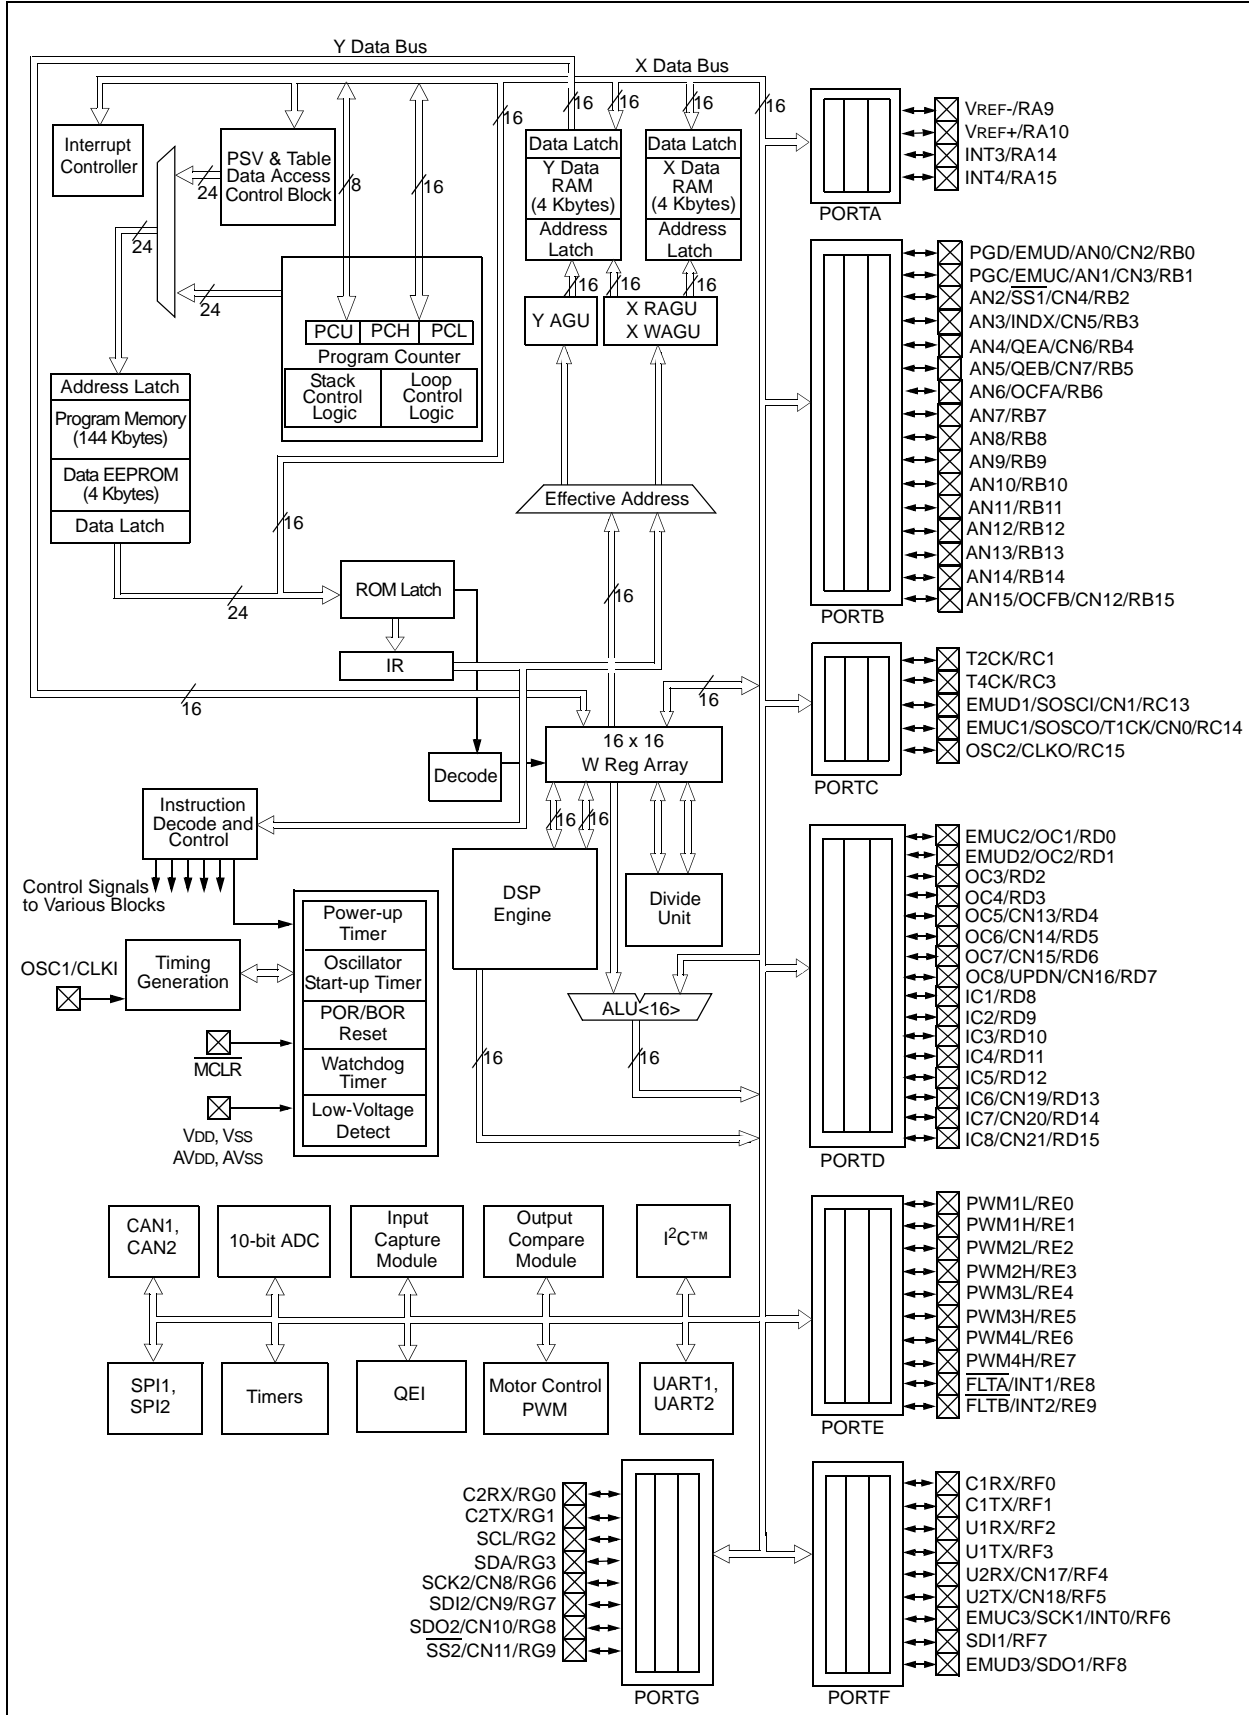 Y Data Bus
X Data Bus
16
16
16
16
16
Interrupt
Controller
PSV & Table
Data Access
Control Block
24
8
16
24
24
Data Latch
Y Data
RAM
(4 Kbytes)
Address
Latch
Data Latch
X Data
RAM
(4 Kbytes)
Address
Latch
16
16
16
Y AGU
X RAGU
X WAGU
PCU PCH PCL
Program Counter
Stack
Control
Logic
Loop
Control
Logic
Address Latch
Program Memory
(144 Kbytes)
Data EEPROM
(4 Kbytes)
Data Latch
16
24
Effective Address
16
ROM Latch
IR
16
16
16 x 16
W Reg Array
Decode
Instruction
Decode and
Control
Control Signals
to Various Blocks
16
16
DSP
Engine
Divide
Unit
Power-up
Timer
Oscillator
Start-up Timer
POR/BOR
Reset
Watchdog
Timer
Low-Voltage
Detect
OSC1/CLKI
Timing
Generation
MCLR
VDD, VSS
AVDD, AVSS
ALU<16>
16
16
CAN1,
CAN2
10-bit ADC
Input
Capture
Module
Output
Compare
Module
I2C™
SPI1,
SPI2
Timers
QEI
Motor Control
PWM
UART1,
UART2
VREF-/RA9
VREF+/RA10
INT3/RA14
INT4/RA15
PORTA
PGD/EMUD/AN0/CN2/RB0
PGC/EMUC/AN1/CN3/RB1
AN2/SS1/CN4/RB2
AN3/INDX/CN5/RB3
AN4/QEA/CN6/RB4
AN5/QEB/CN7/RB5
AN6/OCFA/RB6
AN7/RB7
AN8/RB8
AN9/RB9
AN10/RB10
AN11/RB11
AN12/RB12
AN13/RB13
AN14/RB14
AN15/OCFB/CN12/RB15
PORTB
T2CK/RC1
T4CK/RC3
EMUD1/SOSCI/CN1/RC13
EMUC1/SOSCO/T1CK/CN0/RC14
OSC2/CLKO/RC15
PORTC
EMUC2/OC1/RD0
EMUD2/OC2/RD1
OC3/RD2
OC4/RD3
OC5/CN13/RD4
OC6/CN14/RD5
OC7/CN15/RD6
OC8/UPDN/CN16/RD7
IC1/RD8
IC2/RD9
IC3/RD10
IC4/RD11
IC5/RD12
IC6/CN19/RD13
IC7/CN20/RD14
IC8/CN21/RD15
PORTD
PWM1L/RE0
PWM1H/RE1
PWM2L/RE2
PWM2H/RE3
PWM3L/RE4
PWM3H/RE5
PWM4L/RE6
PWM4H/RE7
FLTA/INT1/RE8
FLTB/INT2/RE9
PORTE
C2RX/RG0
C2TX/RG1
SCL/RG2
SDA/RG3
SCK2/CN8/RG6
SDI2/CN9/RG7
SDO2/CN10/RG8
SS2/CN11/RG9
PORTG
C1RX/RF0
C1TX/RF1
U1RX/RF2
U1TX/RF3
U2RX/CN17/RF4
U2TX/CN18/RF5
EMUC3/SCK1/INT0/RF6
SDI1/RF7
EMUD3/SDO1/RF8
PORTF